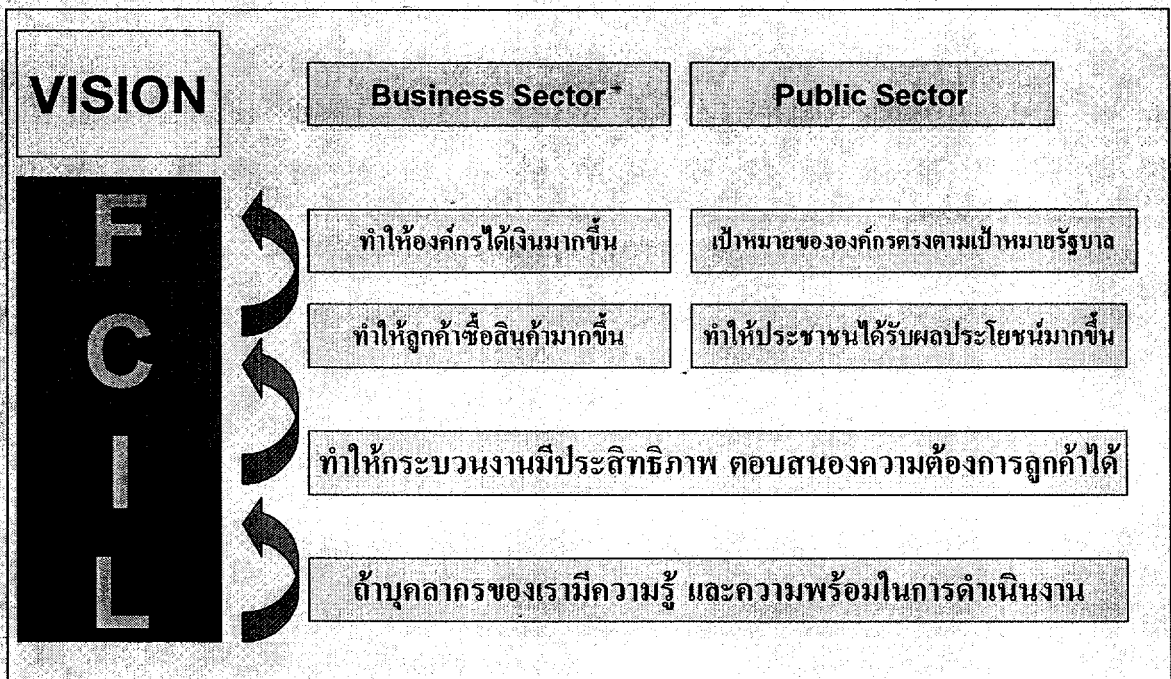 VISION
Business Sector
Public Sector
F
ทำให้องค์กรได้เงินมากขึ้น
เป้าหมายขององค์กรตรงตามเป้าหมายรัฐบาล
C
ทำให้ลูกค้าซื้อสินค้ามากขึ้น
ทำให้ประชาชนได้รับผลประโยชน์มากขึ้น
I
ทำให้กระบวนงานมีประสิทธิภาพ ตอบสนองความต้องการลูกค้าได้
L
ถ้าบุคลากรของเรามีความรู้ และความพร้อมในการดำเนินงาน